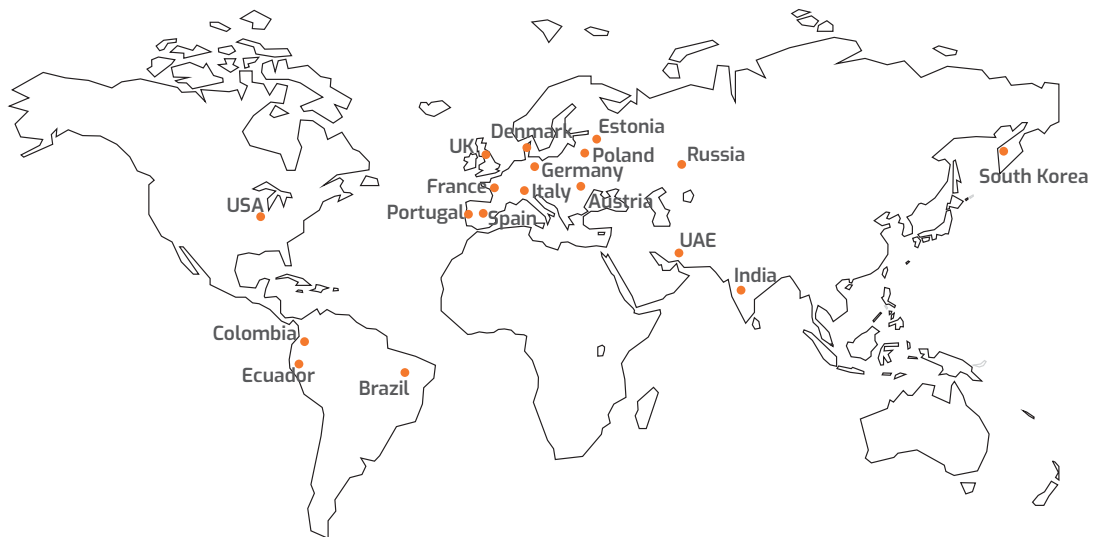 Estonia
Denmark
UK
Poland
Russia
Germany
South Korea
France
Italy
Austria
USA
Portugal
Spain
UAE
India
Colombia
Ecuador
Brazil